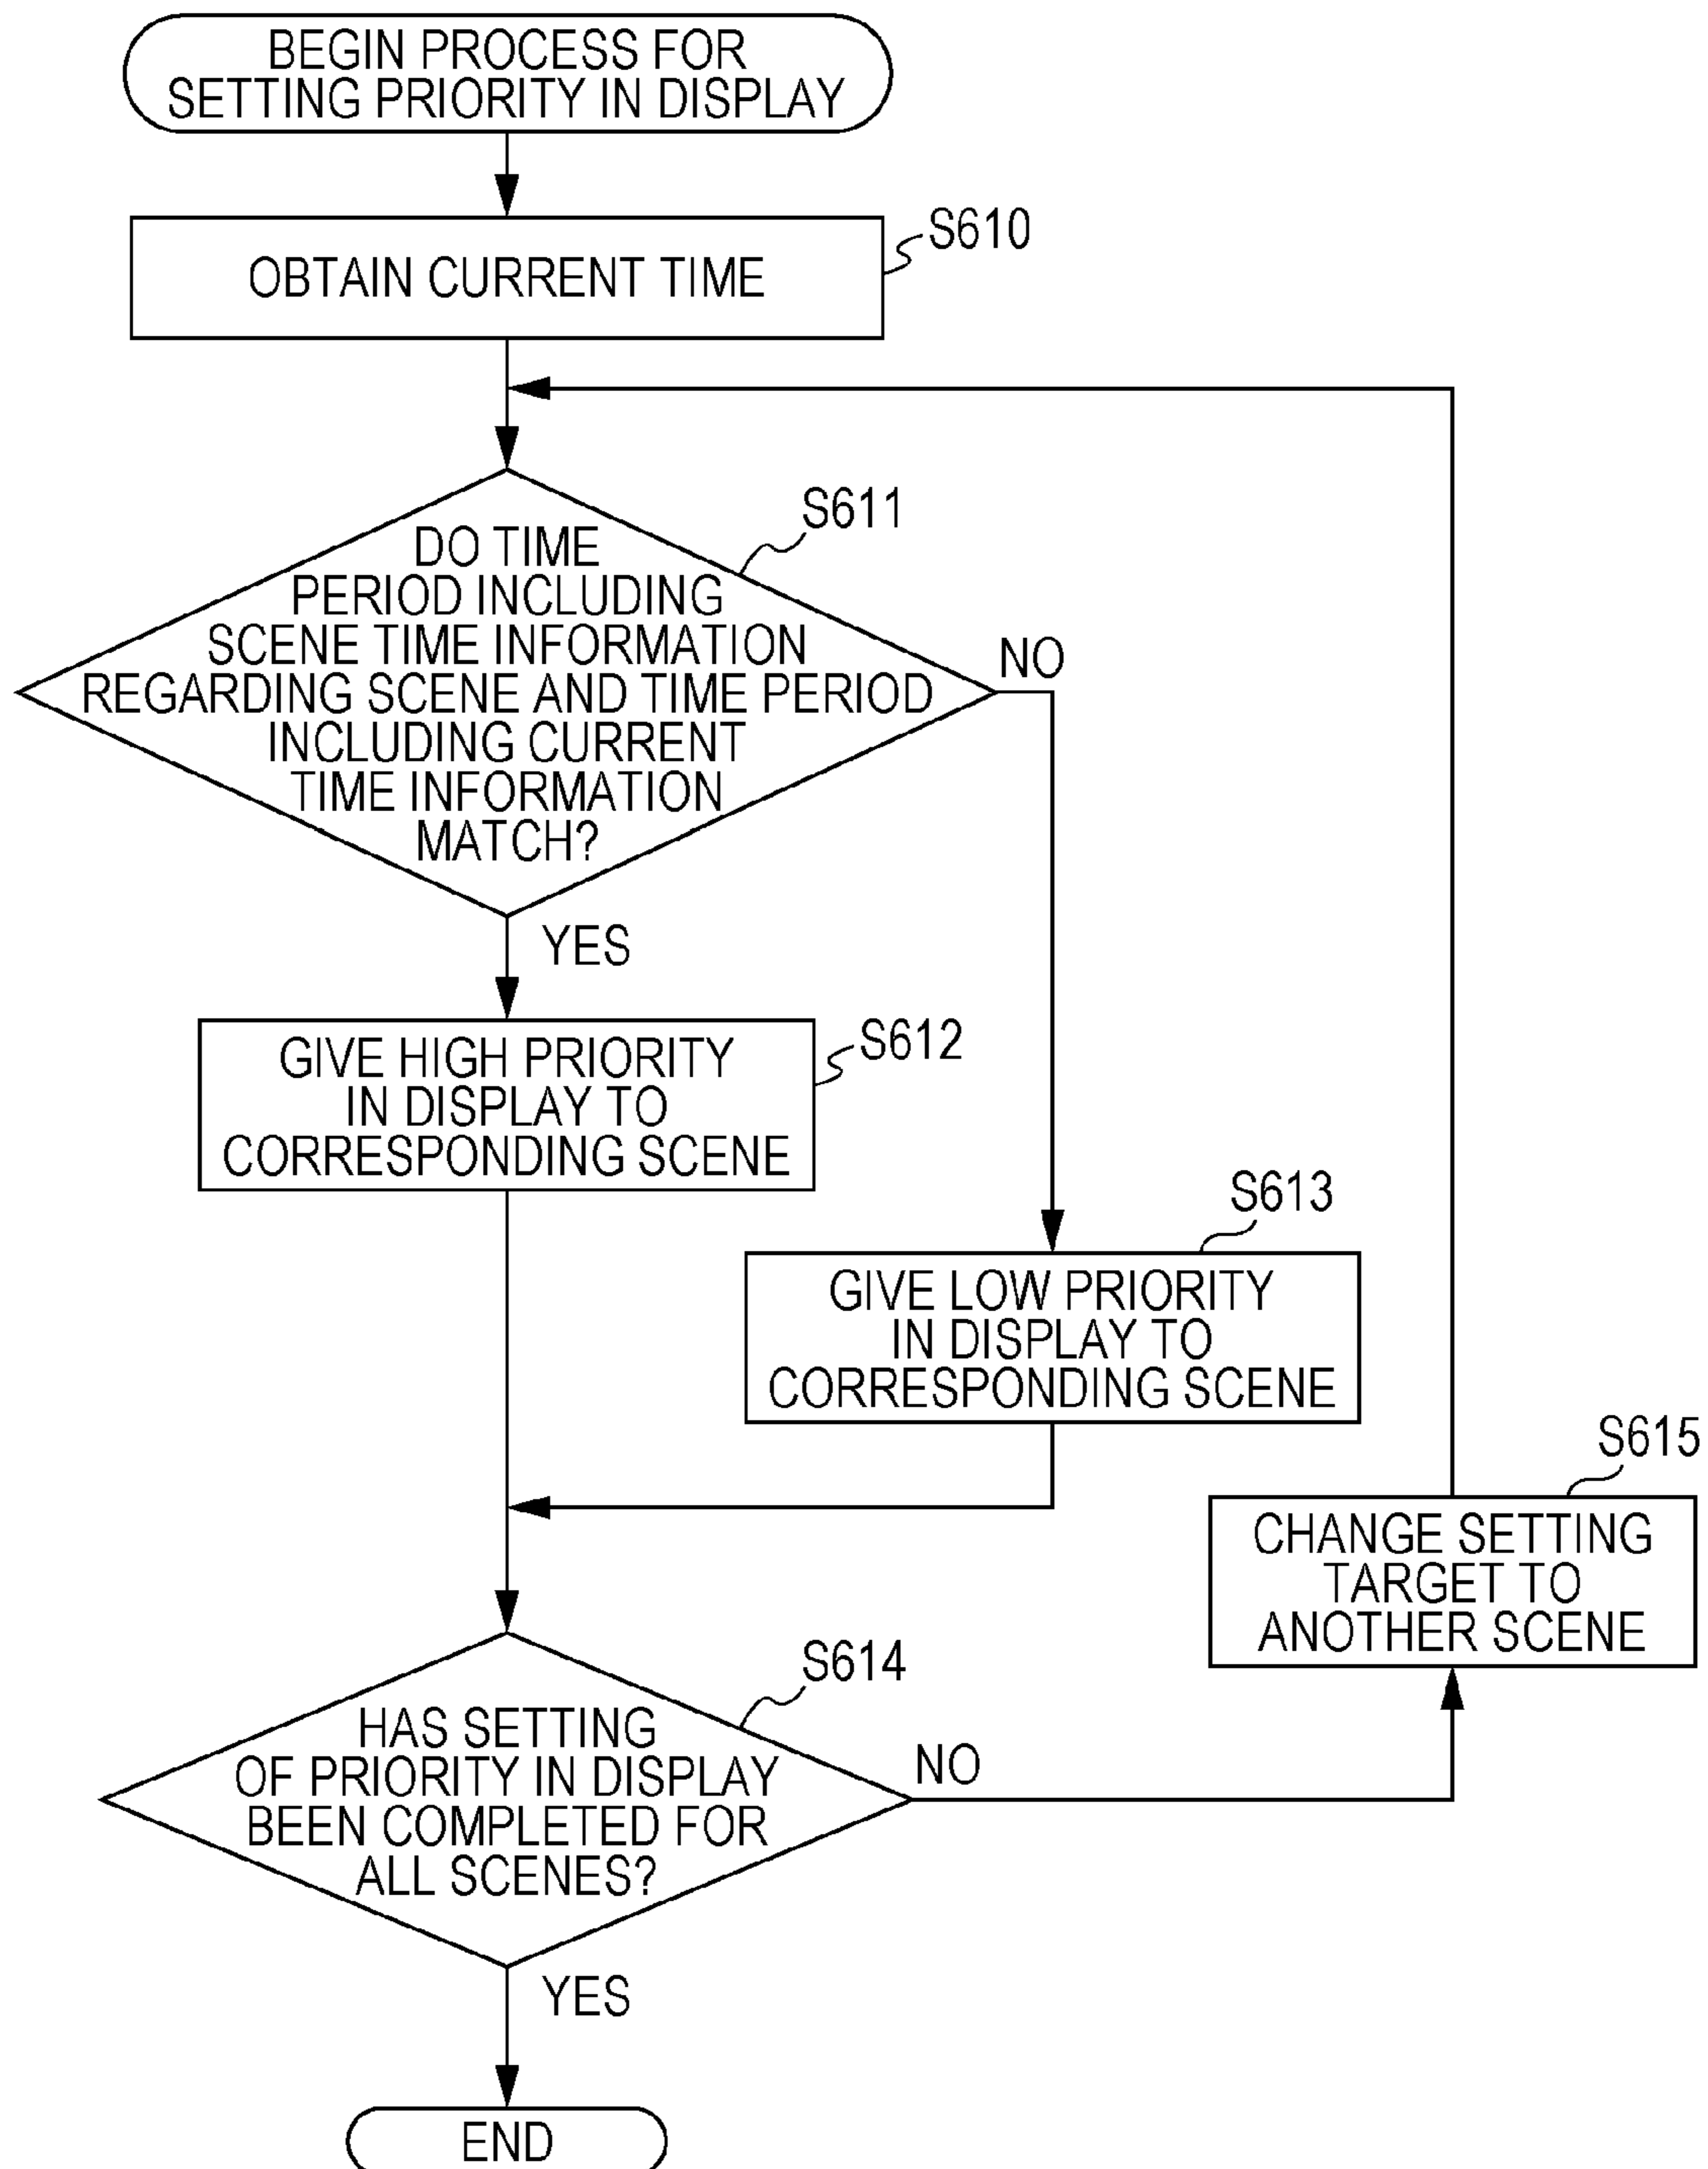 BEGIN PROCESS FOR
SETTING PRIORITY IN DISPLAY
S610
OBTAIN CURRENT TIME
S611
DO TIME
PERIOD INCLUDING
SCENE TIME INFORMATION
REGARDING SCENE AND TIME PERIOD
INCLUDING CURRENT
TIME INFORMATION
MATCH?
NO
YES
S612
GIVE HIGH PRIORITY
IN DISPLAY TO
CORRESPONDING SCENE
S613
GIVE LOW PRIORITY
IN DISPLAY TO
CORRESPONDING SCENE
S615
CHANGE SETTING
TARGET TO
ANOTHER SCENE
S614
HAS SETTING
OF PRIORITY IN DISPLAY
BEEN COMPLETED FOR
ALL SCENES?
NO
YES
END